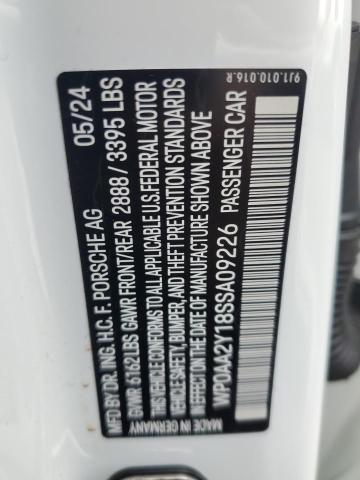 9J1.010.016.R
MFD BY DR. ING. H.C. F. PORSCHE AG 05/24
GVWR 6162 LBS GAWR FRONT/REAR 2888 / 3395 LBS
THIS VEHICLE CONFORMS TO ALL APPLICABLE U.S.FEDERAL MOTOR
VEHICLE SAFETY, BUMPER, AND THEFT PREVENTION STANDARDS
IN EFFECT ON THE DATE OF MANUFACTURE SHOWN ABOVE
MADE IN GERMANY
WP0AA2Y18SSA09226 PASSENGER CAR